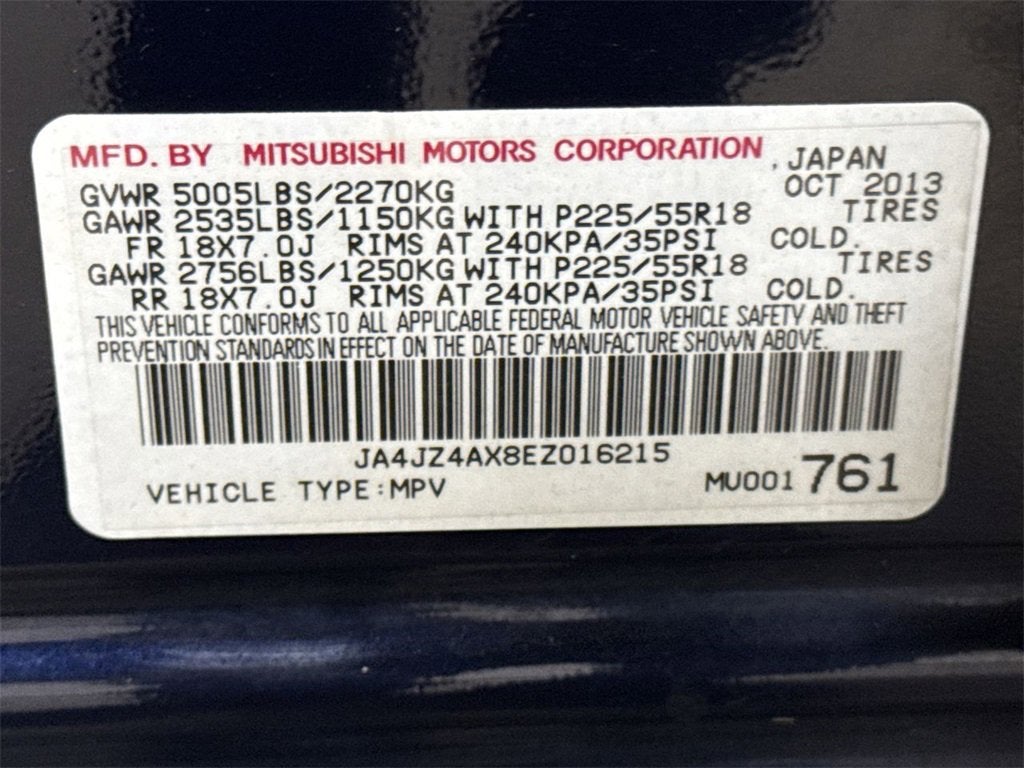 MFD. BY MITSUBISHI MOTORS CORPORATION, JAPAN
GVWR 5005LBS/2270KG OCT 2013
GAWR 2535LBS/1150KG WITH P225/55R18 TIRES
FR 18X7.0J RIMS AT 240KPA/35PSI COLD.
GAWR 2756LBS/1250KG WITH P225/55R18 TIRES
RR 18X7.0J RIMS AT 240KPA/35PSI COLD.
THIS VEHICLE CONFORMS TO ALL APPLICABLE FEDERAL MOTOR VEHICLE SAFETY AND THEFT
PREVENTION STANDARDS IN EFFECT ON THE DATE OF MANUFACTURE SHOWN ABOVE.
JA4JZ4AX8EZ016215
VEHICLE TYPE:MPV MU001 761